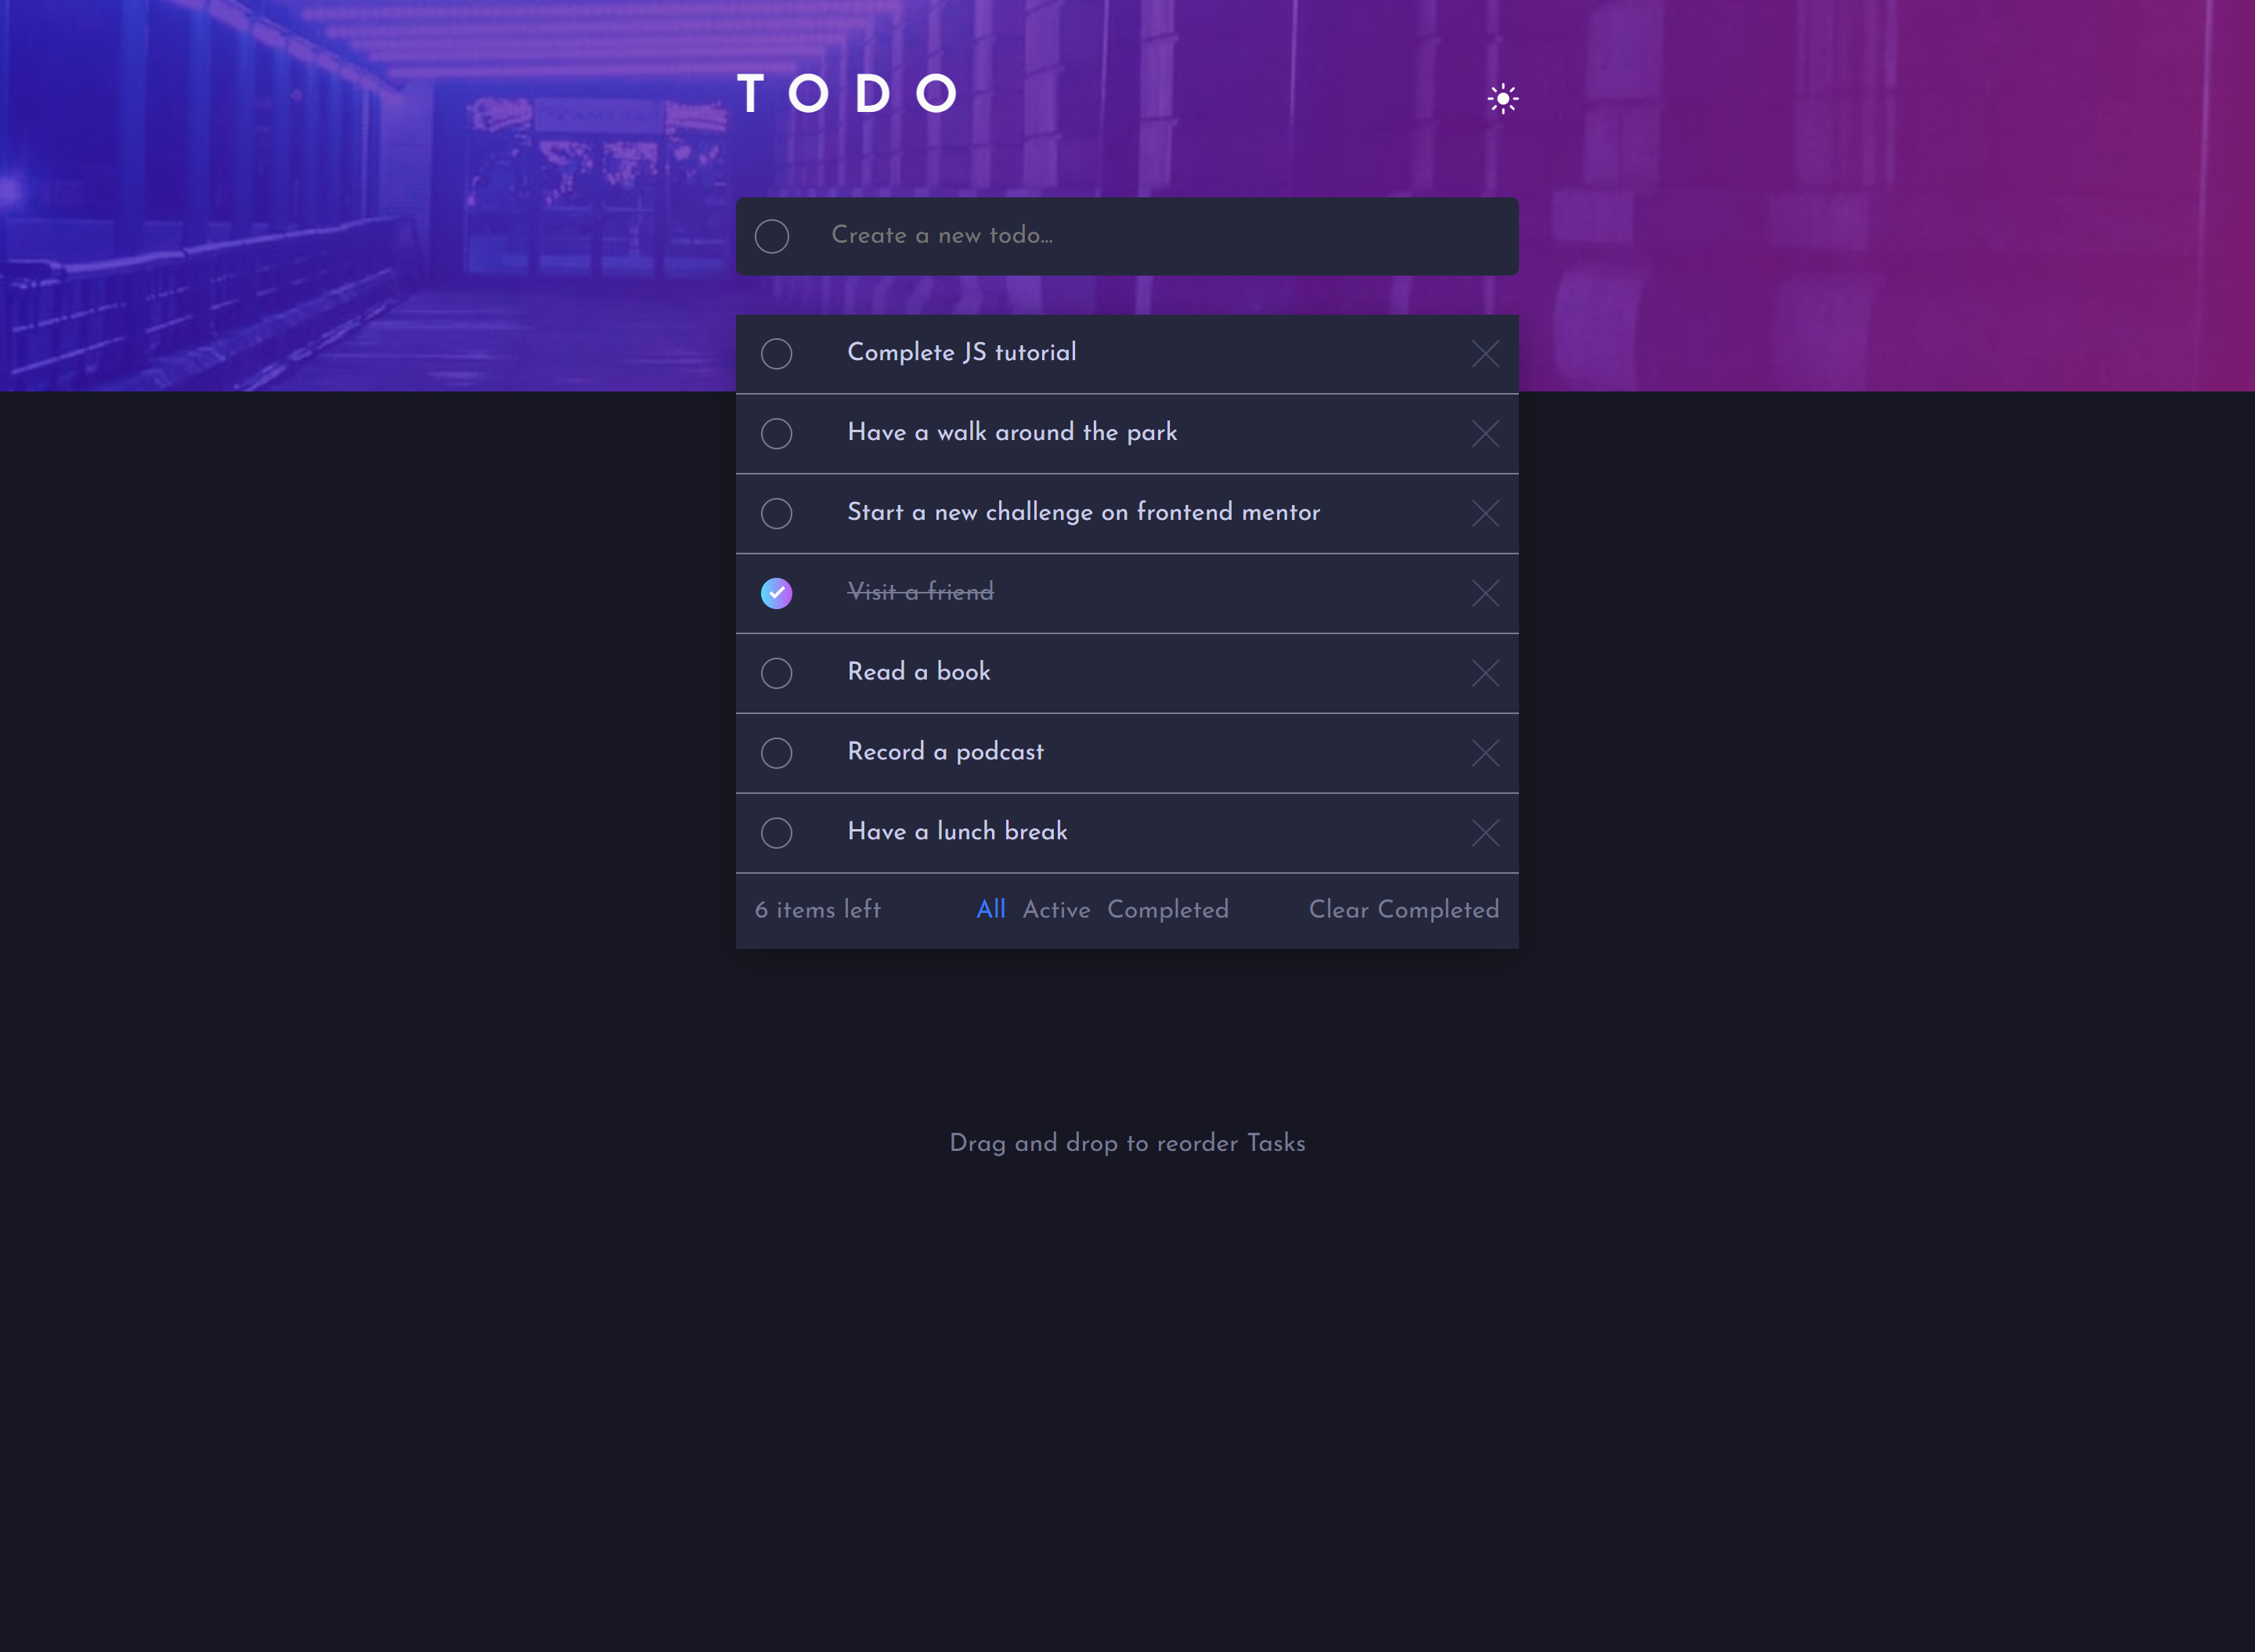 TODO
Create a new todo...
Complete JS tutorial
Have a walk around the park
Start a new challenge on frontend mentor
Visit a friend
Read a book
Record a podcast
Have a lunch break
6 items left All Active Completed Clear Completed
Drag and drop to reorder Tasks